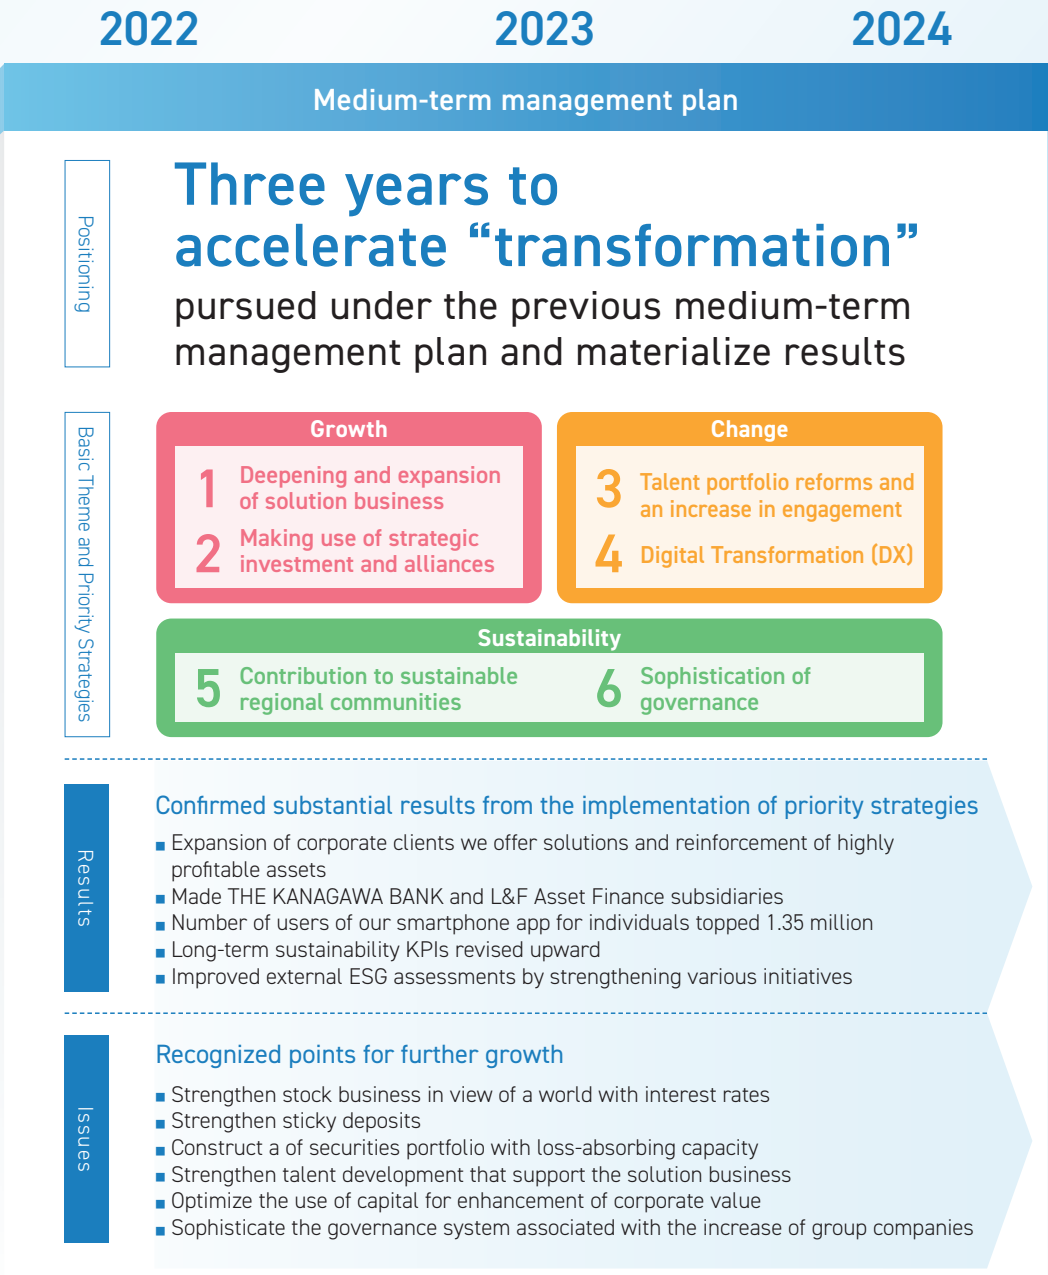 2022 2023 2024
Medium-term management plan
Positioning
Three years to
accelerate “transformation”
pursued under the previous medium-term
management plan and materialize results
Basic Theme and Priority Strategies
Growth
1 Deepening and expansion
of solution business
2 Making use of strategic
investment and alliances
Change
3 Talent portfolio reforms and
an increase in engagement
4 Digital Transformation (DX)
Sustainability
5 Contribution to sustainable
regional communities
6 Sophistication of
governance
Results
Confirmed substantial results from the implementation of priority strategies
■ Expansion of corporate clients we offer solutions and reinforcement of highly
profitable assets
■ Made THE KANAGAWA BANK and L&F Asset Finance subsidiaries
■ Number of users of our smartphone app for individuals topped 1.35 million
■ Long-term sustainability KPIs revised upward
■ Improved external ESG assessments by strengthening various initiatives
Issues
Recognized points for further growth
■ Strengthen stock business in view of a world with interest rates
■ Strengthen sticky deposits
■ Construct a of securities portfolio with loss-absorbing capacity
■ Strengthen talent development that support the solution business
■ Optimize the use of capital for enhancement of corporate value
■ Sophisticate the governance system associated with the increase of group companies